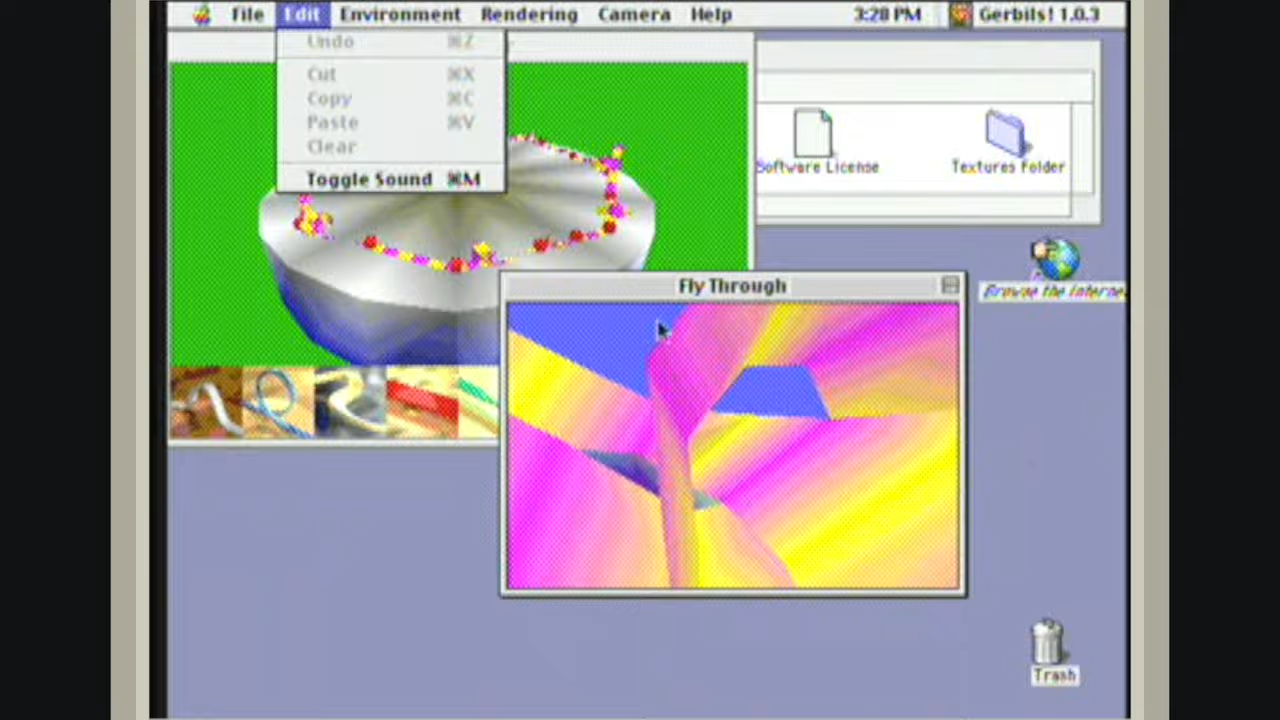 File Edit Environment Rendering Camera Help 3:28 PM Gerbils! 1.0.3
Undo ⌘Z
Cut ⌘X
Copy ⌘C
Paste ⌘V
Clear
Toggle Sound ⌘M
Software License Textures Folder
Browse the Interne
Fly Through
Trash